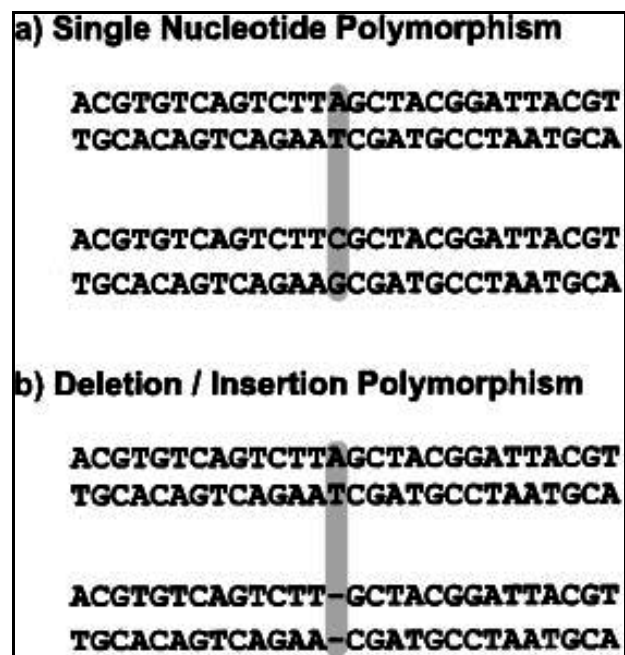 a) Single Nucleotide Polymorphism
ACGTGTCAGTCTTAGCTACGGATTACGT
TGCACAGTCAGAATCGATGCCTAATGCA
ACGTGTCAGTCTTCGCTACGGATTACGT
TGCACAGTCAGAAGCGATGCCTAATGCA
b) Deletion / Insertion Polymorphism
ACGTGTCAGTCTTAGCTACGGATTACGT
TGCACAGTCAGAATCGATGCCTAATGCA
ACGTGTCAGTCTT-GCTACGGATTACGT
TGCACAGTCAGAA-CGATGCCTAATGCA